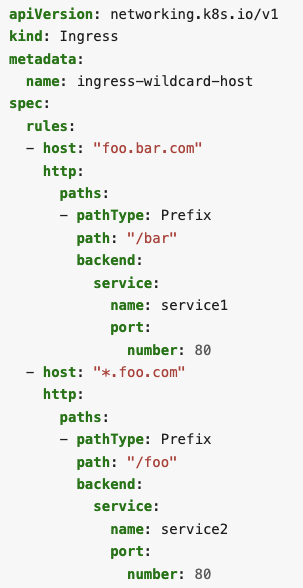 apiVersion: networking.k8s.io/v1
kind: Ingress
metadata:
  name: ingress-wildcard-host
spec:
  rules:
  - host: "foo.bar.com"
    http:
      paths:
      - pathType: Prefix
        path: "/bar"
        backend:
          service:
            name: service1
            port:
              number: 80
  - host: "*.foo.com"
    http:
      paths:
      - pathType: Prefix
        path: "/foo"
        backend:
          service:
            name: service2
            port:
              number: 80